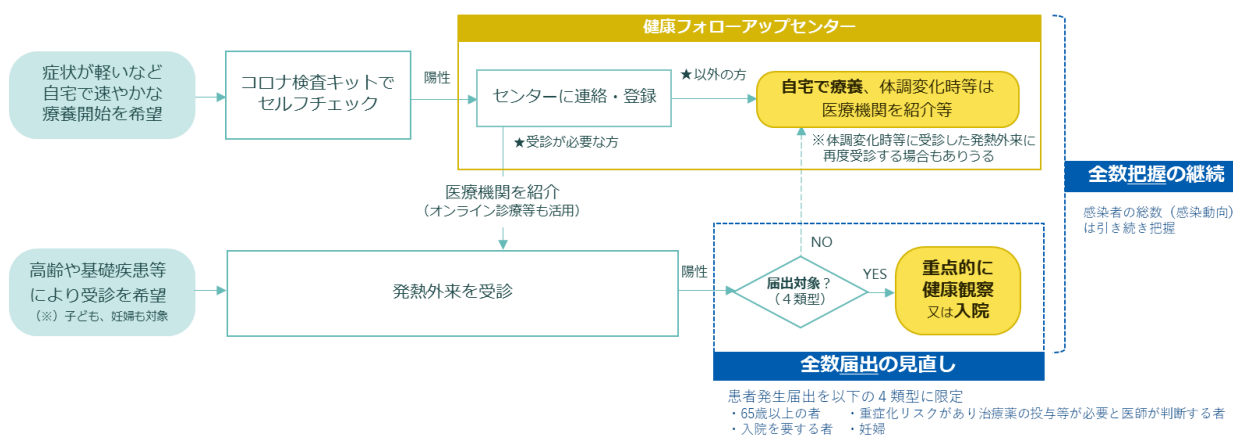 健康フォローアップセンター
症状が軽いなど
自宅で速やかな
療養開始を希望
コロナ検査キットで
セルフチェック
陽性
センターに連絡・登録
★以外の方
自宅で療養、体調変化時等は
医療機関を紹介等
★受診が必要な方
※体調変化時等に受診した発熱外来に
再度受診する場合もありうる
医療機関を紹介
(オンライン診療等も活用)
全数把握の継続
感染者の総数(感染動向)
は引き続き把握
高齢や基礎疾患等
により受診を希望
(※)子ども、妊婦も対象
発熱外来を受診
陽性
届出対象?
(4類型)
NO
YES
重点的に
健康観察
又は入院
全数届出の見直し
患者発生届出を以下の4類型に限定
・65歳以上の者 ・重症化リスクがあり治療薬の投与等が必要と医師が判断する者
・入院を要する者 ・妊婦